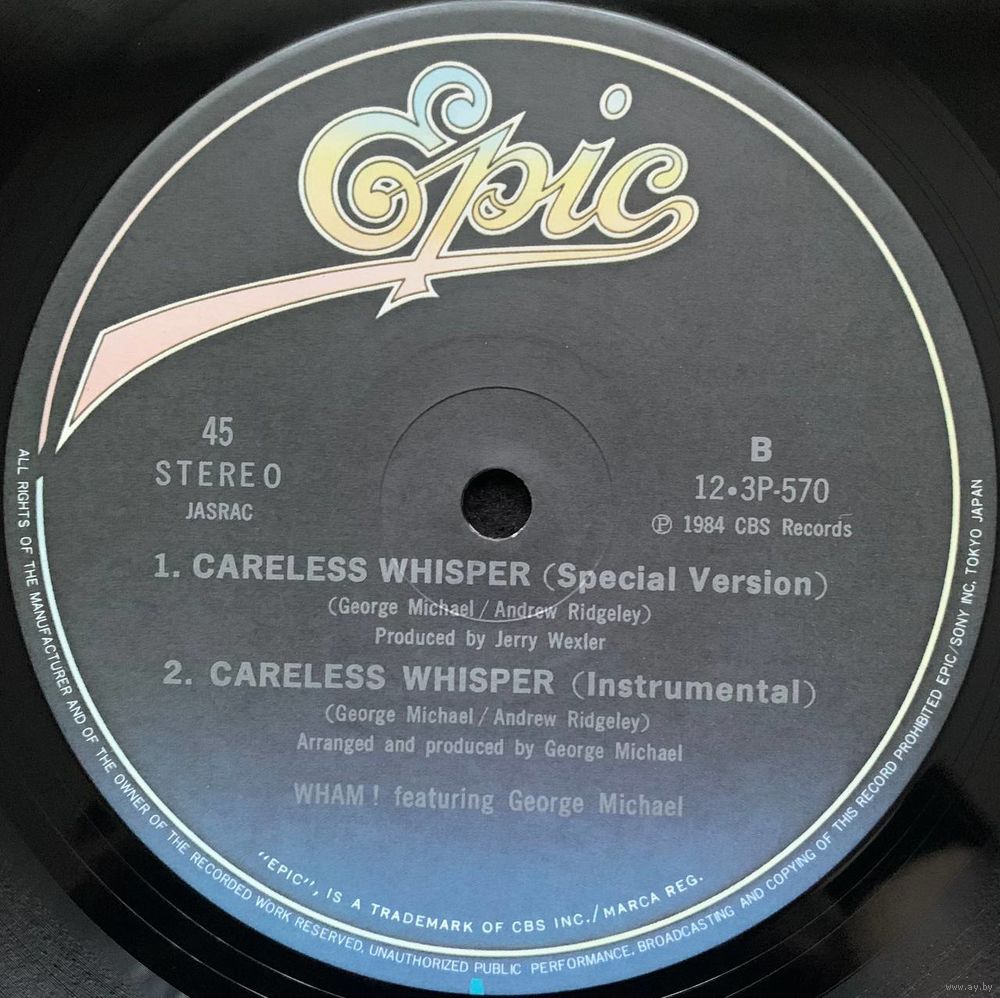 Epic
45
STEREO
JASRAC
B
12•3P-570
Ⓟ 1984 CBS Records
1. CARELESS WHISPER (Special Version)
(George Michael / Andrew Ridgeley)
Produced by Jerry Wexler
2. CARELESS WHISPER (Instrumental)
(George Michael / Andrew Ridgeley)
Arranged and produced by George Michael
WHAM! featuring George Michael
"EPIC", IS A TRADEMARK OF CBS INC./MARCA REG.
ALL RIGHTS OF THE MANUFACTURER AND OF THE OWNER OF THE RECORDED WORK RESERVED, UNAUTHORIZED PUBLIC PERFORMANCE, BROADCASTING AND COPYING OF THIS RECORD PROHIBITED EPIC/SONY INC. TOKYO JAPAN
www.ay.by